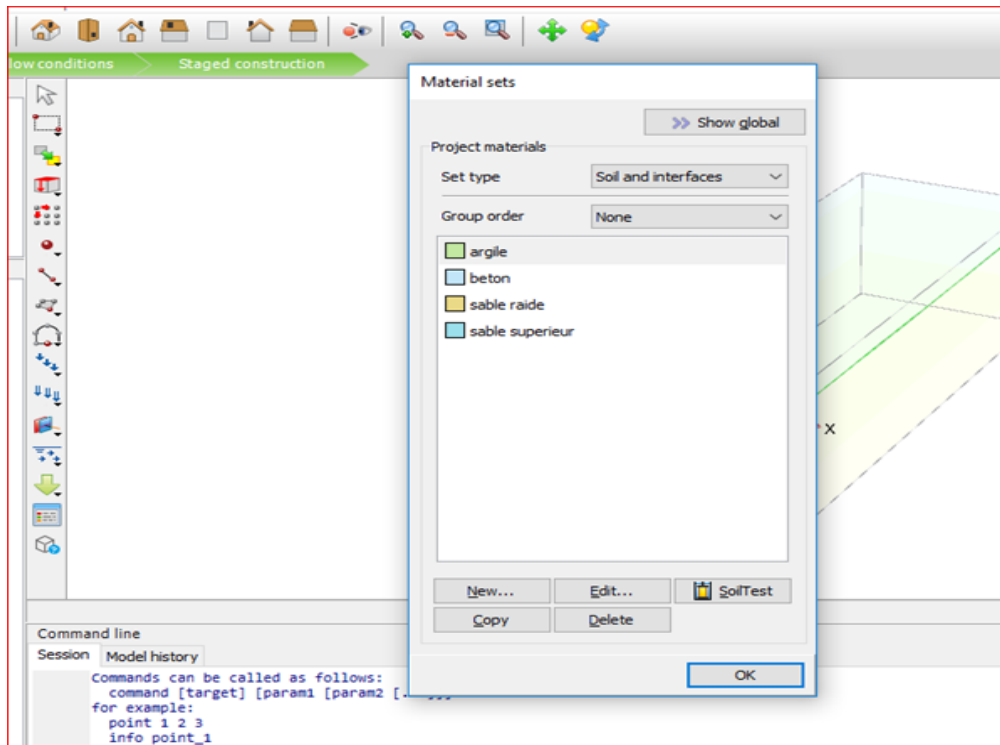 low conditions
Staged construction
Material sets
Show global
Project materials
Set type
Soil and interfaces
Group order
None
argile
beton
sable raide
sable superieur
New...
Edit...
SoilTest
Copy
Delete
OK
X
Command line
Session
Model history
Commands can be called as follows:
command [target] [param1 [param2 [.
for example:
point 1 2 3
info point_1